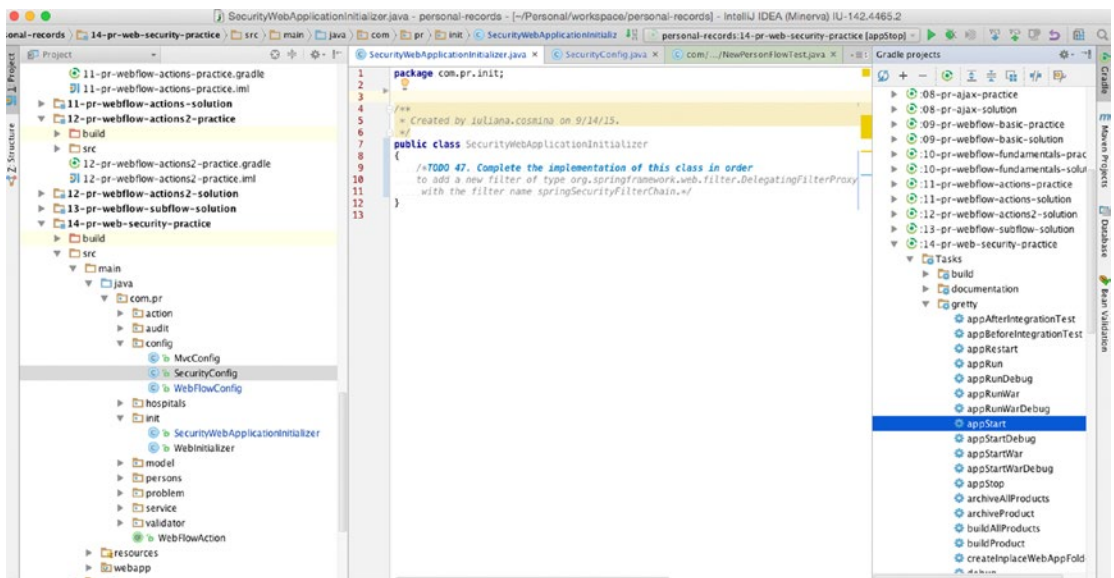 SecurityWebApplicationInitializer.java - personal-records - [~/Personal/workspace/personal-records] - IntelliJ IDEA (Minerva) IU-142.4465.2
onal-records 14-pr-web-security-practice src main java com pr init SecurityWebApplicationInitializ personal-records:14-pr-web-security-practice [appStop]
1: Project
Z: Structure
Project
11-pr-webflow-actions-practice.gradle
11-pr-webflow-actions-practice.iml
11-pr-webflow-actions-solution
12-pr-webflow-actions2-practice
build
src
12-pr-webflow-actions2-practice.gradle
12-pr-webflow-actions2-practice.iml
12-pr-webflow-actions2-solution
13-pr-webflow-subflow-solution
14-pr-web-security-practice
build
src
main
java
com.pr
action
audit
config
MvcConfig
SecurityConfig
WebFlowConfig
hospitals
init
SecurityWebApplicationInitializer
WebInitializer
model
persons
problem
service
validator
WebFlowAction
resources
webapp
SecurityWebApplicationInitializer.java × SecurityConfig.java × com/.../NewPersonFlowTest.java ×
1 package com.pr.init;
2
3
4 /**
5 * Created by iuliana.cosmina on 9/14/15.
6 */
7 public class SecurityWebApplicationInitializer
8 {
9 /*TODO 47. Complete the implementation of this class in order
10 to add a new filter of type org.springframework.web.filter.DelegatingFilterProxy
11 with the filter name springSecurityFilterChain.*/
12 }
13
Gradle projects
:08-pr-ajax-practice
:08-pr-ajax-solution
:09-pr-webflow-basic-practice
:09-pr-webflow-basic-solution
:10-pr-webflow-fundamentals-prac
:10-pr-webflow-fundamentals-solu
:11-pr-webflow-actions-practice
:11-pr-webflow-actions-solution
:12-pr-webflow-actions2-solution
:13-pr-webflow-subflow-solution
:14-pr-web-security-practice
Tasks
build
documentation
gretty
appAfterIntegrationTest
appBeforeIntegrationTest
appRestart
appRun
appRunDebug
appRunWar
appRunWarDebug
appStart
appStartDebug
appStartWar
appStartWarDebug
appStop
archiveAllProducts
archiveProduct
buildAllProducts
buildProduct
createInplaceWebAppFold
debug
Gradle
Maven Projects
Database
Bean Validation